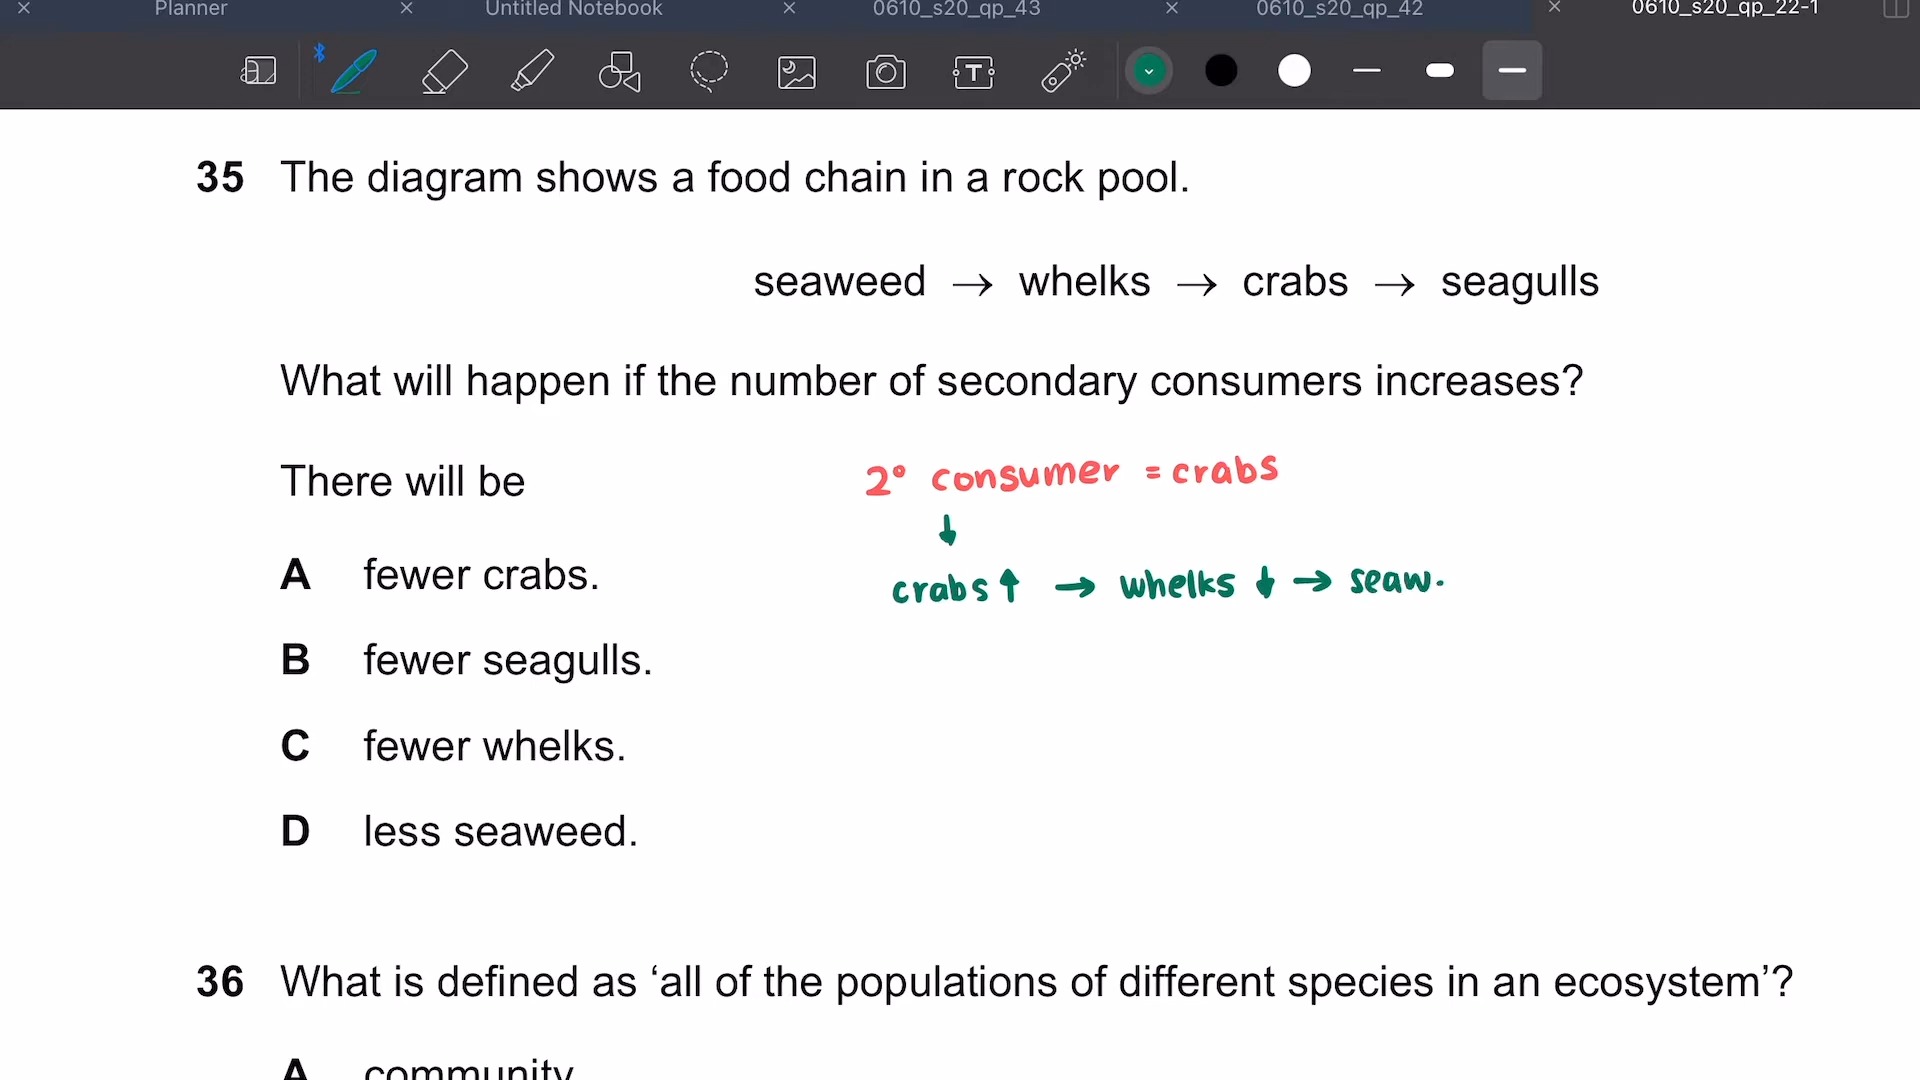 Planner Untitled Notebook 0610_s20_qp_43 0610_s20_qp_42 0610_s20_qp_22-1
35 The diagram shows a food chain in a rock pool.
seaweed → whelks → crabs → seagulls
What will happen if the number of secondary consumers increases?
There will be
2° consumer = crabs
↓
A fewer crabs.
crabs ↑ → whelks ↓ → seaw.
B fewer seagulls.
C fewer whelks.
D less seaweed.
36 What is defined as ‘all of the populations of different species in an ecosystem’?
A community